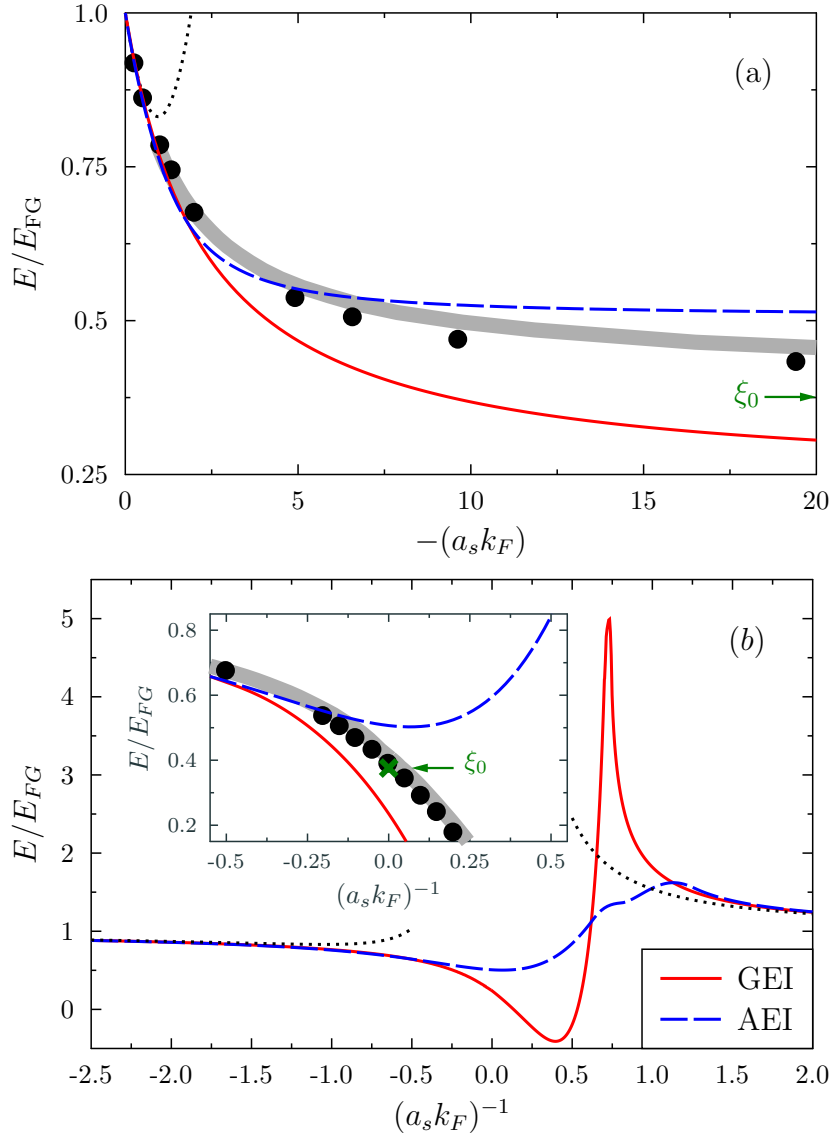 1.0
(a)
0.75
E/E_FG
0.5
ξ₀
0.25
0 5 10 15 20
−(a_s k_F)
5
0.8
(b)
4
0.6
E/E_FG
0.4
ξ₀
3
0.2
E/E_FG
-0.5 -0.25 0.0 0.25 0.5
2
(a_s k_F)⁻¹
1
GEI
0
AEI
-2.5 -2.0 -1.5 -1.0 -0.5 0.0 0.5 1.0 1.5 2.0
(a_s k_F)⁻¹